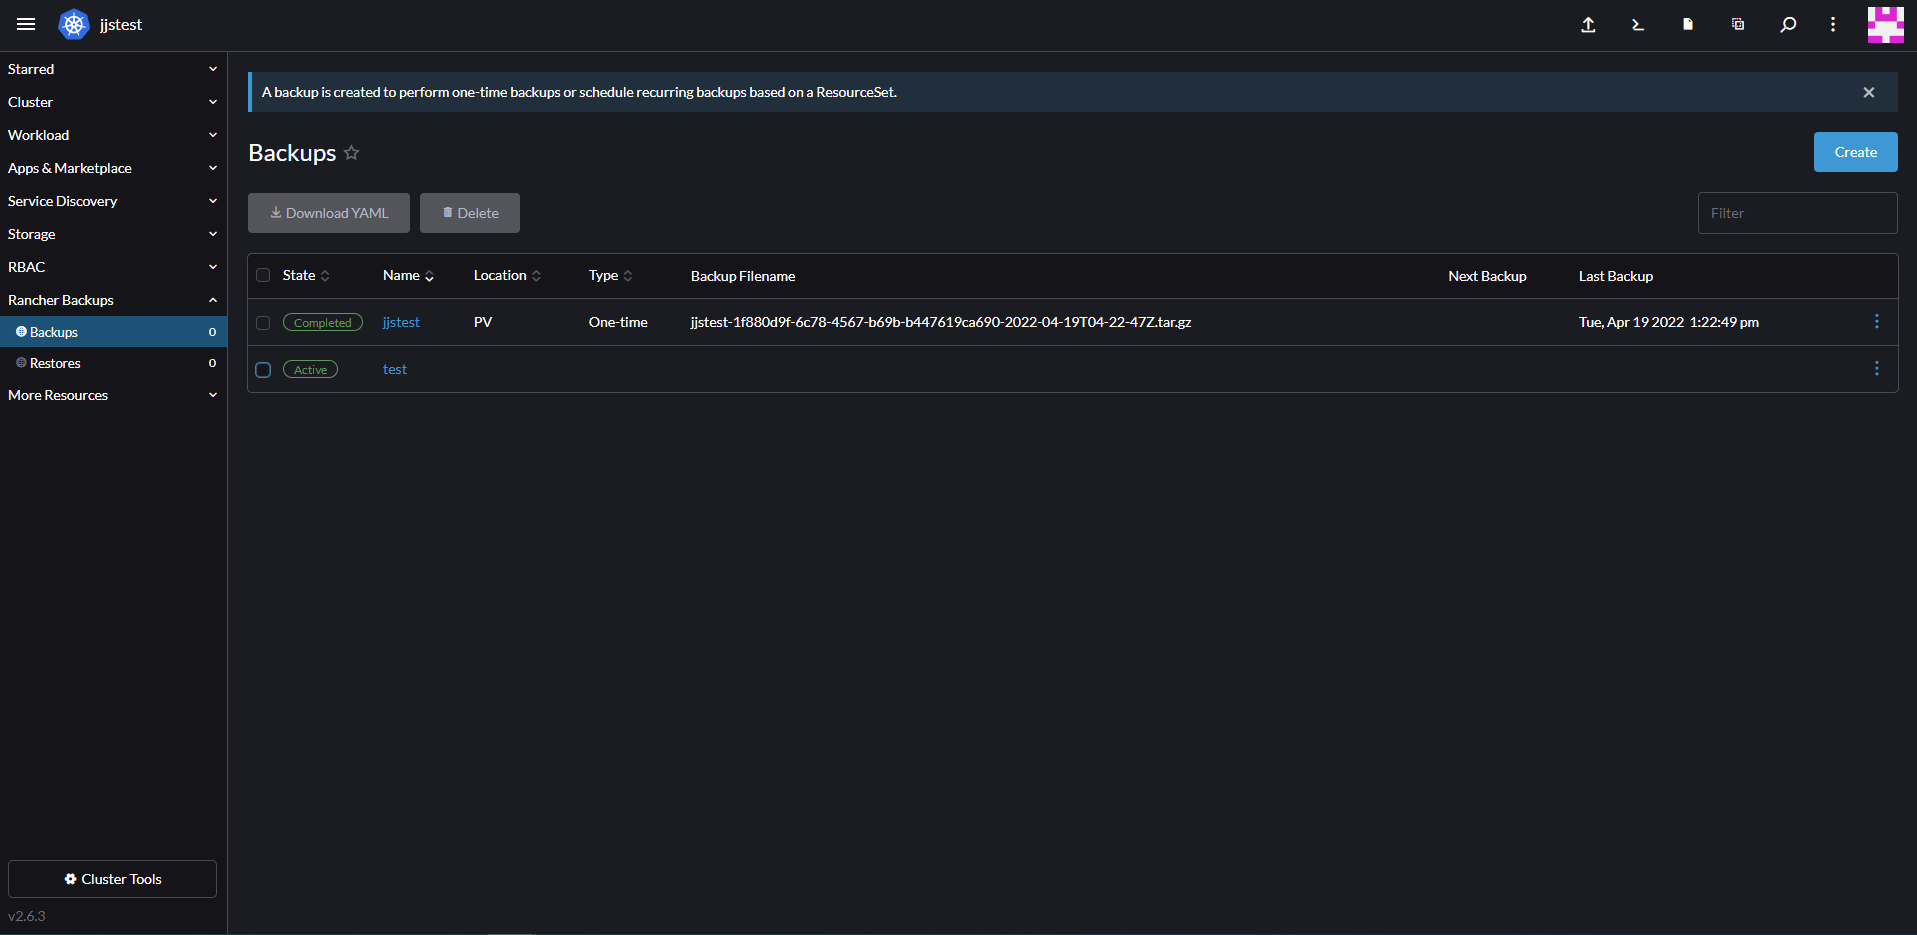 jjstest
Starred
Cluster
Workload
Apps & Marketplace
Service Discovery
Storage
RBAC
Rancher Backups
Backups 0
Restores 0
More Resources
Cluster Tools
v2.6.3
A backup is created to perform one-time backups or schedule recurring backups based on a ResourceSet.
Backups
Create
Download YAML Delete
Filter
State Name Location Type Backup Filename Next Backup Last Backup
Completed jjstest PV One-time jjstest-1f880d9f-6c78-4567-b69b-b447619ca690-2022-04-19T04-22-47Z.tar.gz Tue, Apr 19 2022 1:22:49 pm
Active test